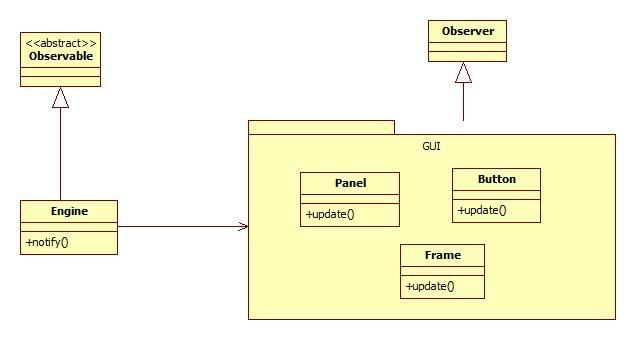 <<abstract>>
Observable
Observer
GUI
Panel
+update()
Button
+update()
Engine
+notify()
Frame
+update()